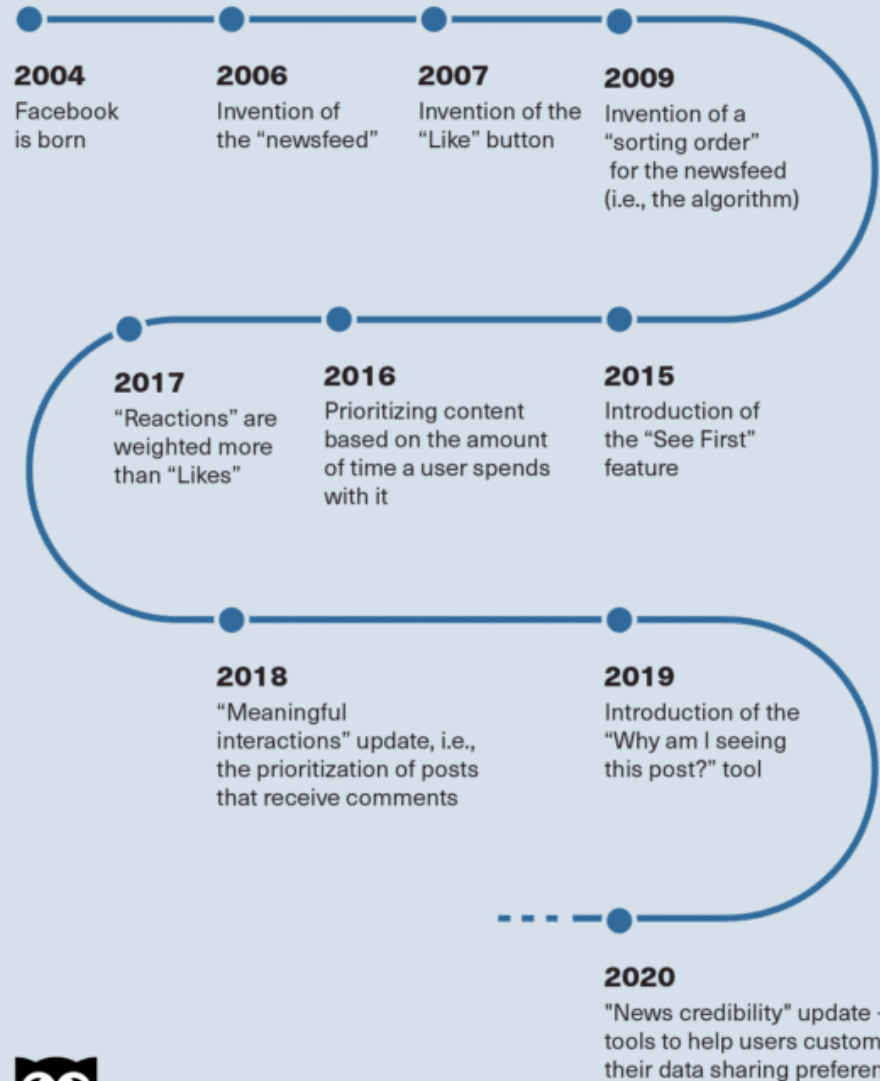 2004
Facebook
is born
2006
Invention of
the “newsfeed”
2007
Invention of the
“Like” button
2009
Invention of a
“sorting order”
for the newsfeed
(i.e., the algorithm)
2015
Introduction of
the “See First”
feature
2016
Prioritizing content
based on the amount
of time a user spends
with it
2017
“Reactions” are
weighted more
than “Likes”
2018
“Meaningful
interactions” update, i.e.,
the prioritization of posts
that receive comments
2019
Introduction of the
“Why am I seeing
this post?” tool
2020
"News credibility" update
tools to help users
their data sharing